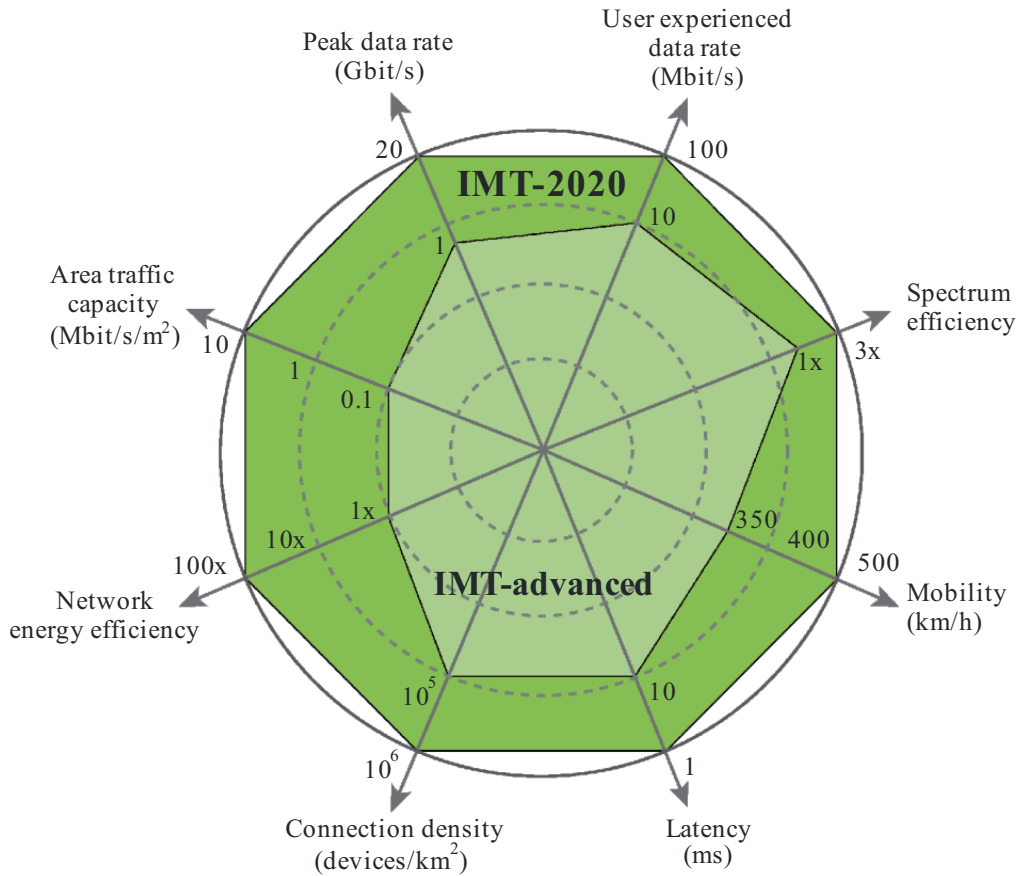 User experienced
data rate
(Mbit/s)
Peak data rate
(Gbit/s)
20
100
IMT-2020
10
1
Area traffic
capacity
(Mbit/s/m²)
Spectrum
efficiency
10
1
0.1
1x
3x
1x
10x
100x
350
400
500
Network
energy efficiency
IMT-advanced
Mobility
(km/h)
10⁵
10
10⁶
1
Connection density
(devices/km²)
Latency
(ms)